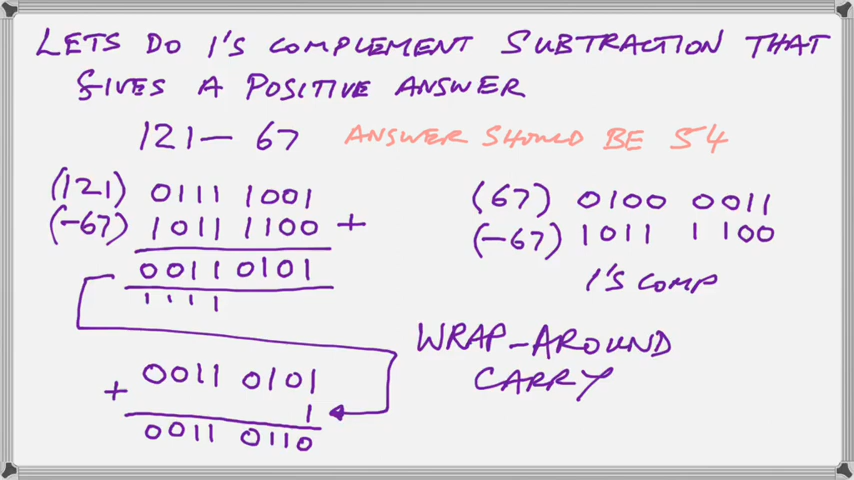 LETS DO 1'S COMPLEMENT SUBTRACTION THAT
GIVES A POSITIVE ANSWER
121 - 67 ANSWER SHOULD BE 54
(121) 0111 1001
(-67) 1011 1100 +
0011 0101
1111
+ 0011 0101
1
0011 0110
(67) 0100 0011
(-67) 1011 1100
1'S COMP
WRAP-AROUND
CARRY